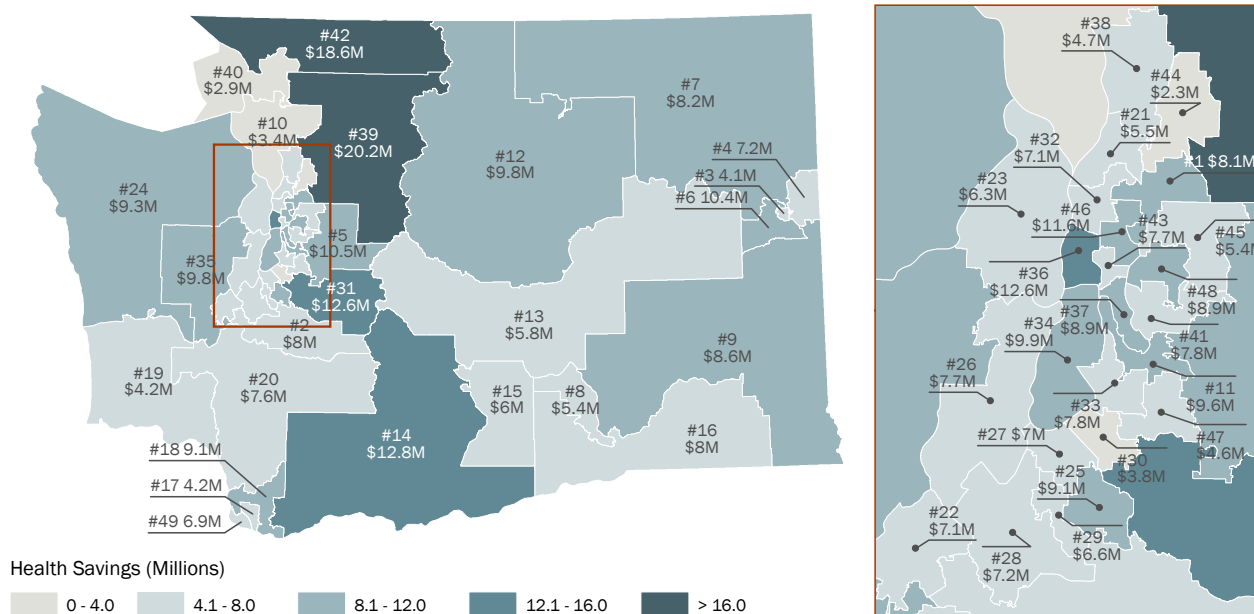 #42
$18.6M
#40
$2.9M
#7
$8.2M
#10
$3.4M
#39
$20.2M
#12
$9.8M
#4 7.2M
#3 4.1M
#6 10.4M
#24
$9.3M
#5
$10.5M
#35
$9.8M
#31
$12.6M
#2
$8M
#13
$5.8M
#9
$8.6M
#19
$4.2M
#20
$7.6M
#15
$6M
#8
$5.4M
#14
$12.8M
#16
$8M
#18 9.1M
#17 4.2M
#49 6.9M
Health Savings (Millions)
0 - 4.0
4.1 - 8.0
8.1 - 12.0
12.1 - 16.0
> 16.0
#38
$4.7M
#44
$2.3M
#21
$5.5M
#32
$7.1M
#1 $8.1M
#23
$6.3M
#46
$11.6M
#43
$7.7M
#45
$5.4M
#36
$12.6M
#48
$8.9M
#37
$8.9M
#34
$9.9M
#41
$7.8M
#26
$7.7M
#11
$9.6M
#33
$7.8M
#27 $7M
#47
$4.6M
#30
$3.8M
#25
$9.1M
#22
$7.1M
#29
$6.6M
#28
$7.2M